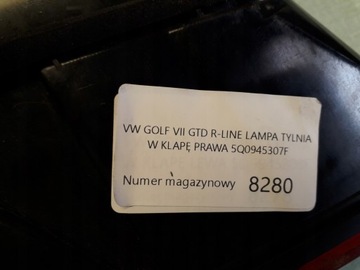 VW GOLF VII GTD R-LINE LAMPA TYLNIA
W KLAPĘ PRAWA 5Q0945307F
Numer magazynowy 8280